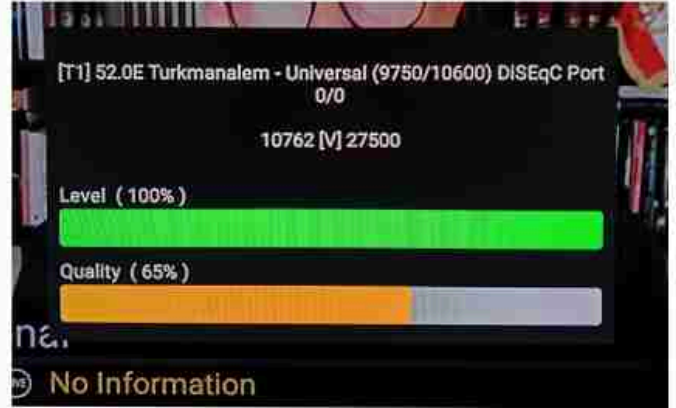 [T1] 52.0E Turkmanalem - Universal (9750/10600) DiSEqC Port
0/0
10762 [V] 27500
Level (100%)
Quality (65%)
No Information